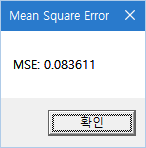 Mean Square Error
MSE: 0.083611
확인